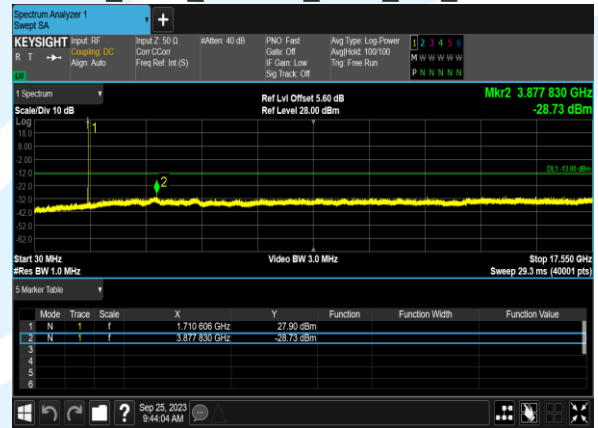 Spectrum Analyzer 1
Swept SA
+
KEYSIGHT Input: RF Input Z: 50 Ω #Atten: 40 dB PNO: Fast Avg Type: Log-Power 1 2 3 4 5 6
R T Coupling: DC Corr CCorr Gate: Off Avg|Hold: 100/100 M W W W W W
Align: Auto Freq Ref: Int (S) IF Gain: Low Trig: Free Run
Sig Track: Off P N N N N N
1 Spectrum Ref Lvl Offset 5.60 dB Mkr2 3.877 830 GHz
Scale/Div 10 dB Ref Level 28.00 dBm -28.73 dBm
Log
1
18.0
8.00
-2.00
DL1 -13.00 dBm
-12.0
2
-22.0
-32.0
-42.0
-52.0
-62.0
Start 30 MHz Video BW 3.0 MHz Stop 17.550 GHz
#Res BW 1.0 MHz Sweep 29.3 ms (40001 pts)
5 Marker Table
Mode Trace Scale X Y Function Function Width Function Value
1 N 1 f 1.710 606 GHz 27.90 dBm
2 N 1 f 3.877 830 GHz -28.73 dBm
3
4
5
6
? Sep 25, 2023
9:44:04 AM